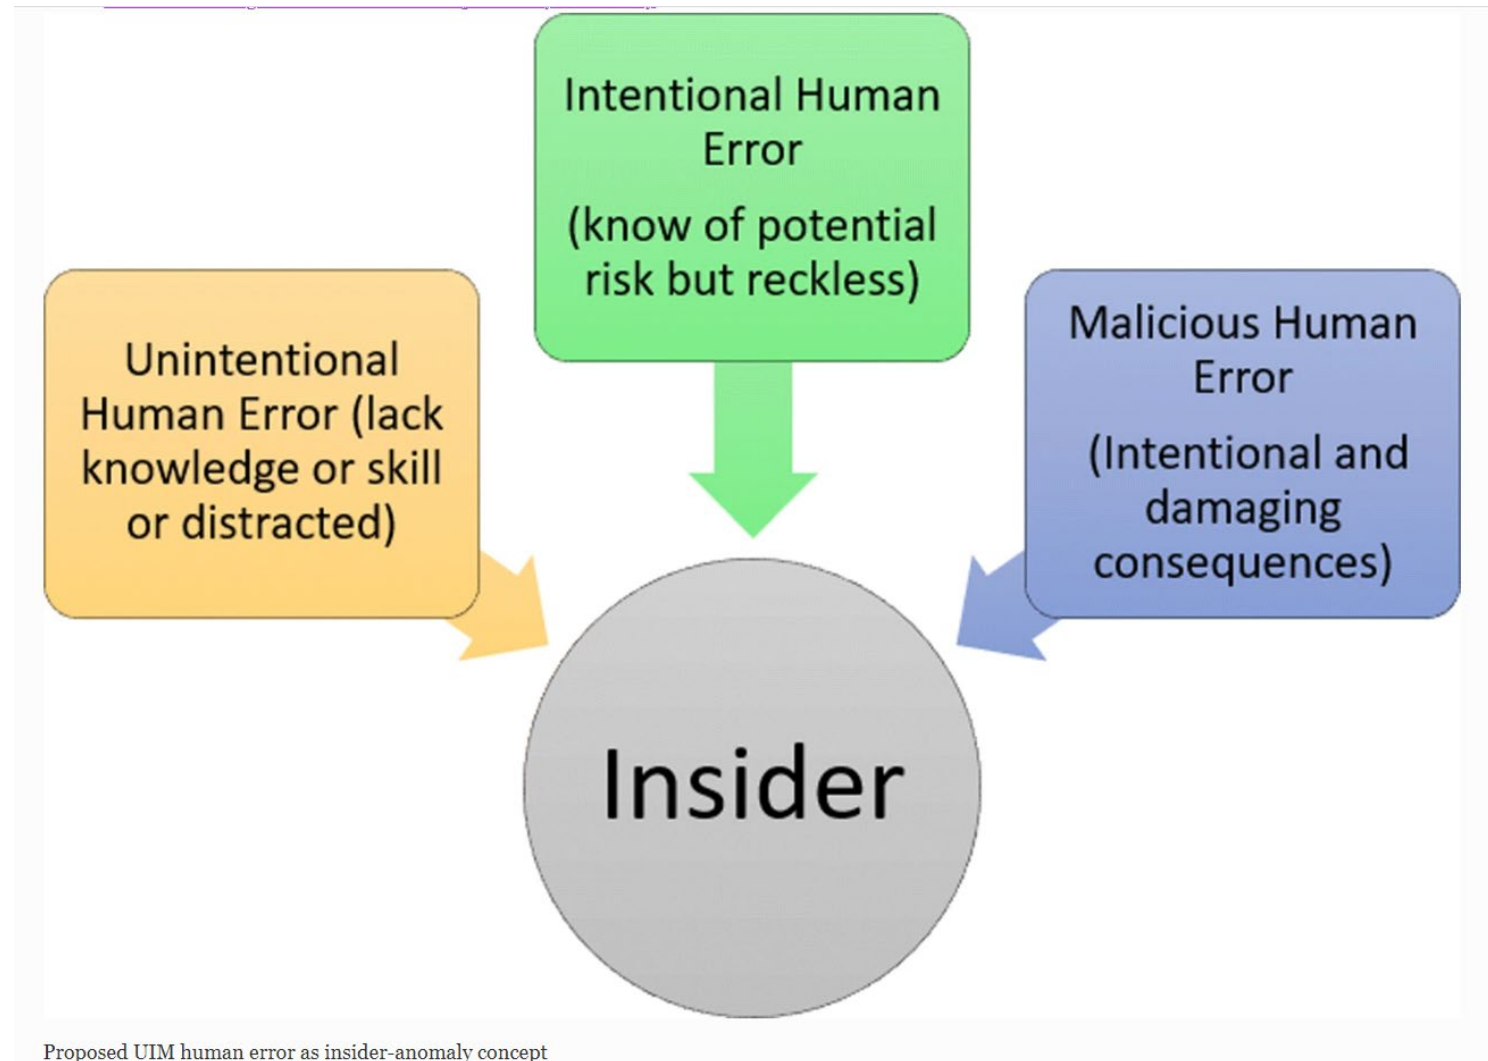 Intentional Human
Error
(know of potential
risk but reckless)
Unintentional
Human Error (lack
knowledge or skill
or distracted)
Malicious Human
Error
(Intentional and
damaging
consequences)
Insider
Proposed UIM human error as insider-anomaly concept